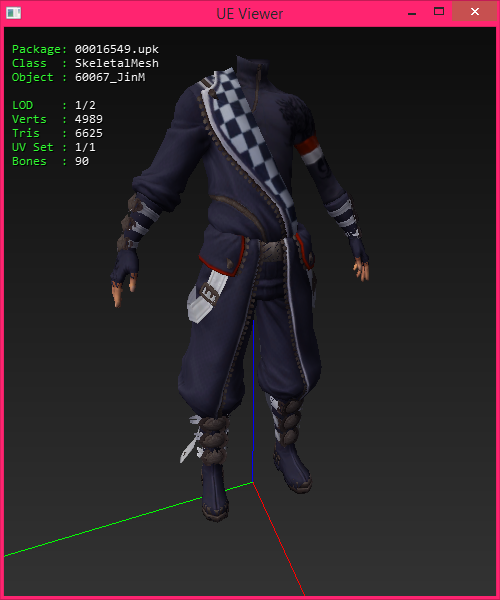 UE Viewer
Package: 00016549.upk
Class  : SkeletalMesh
Object : 60067_JinM
LOD    : 1/2
Verts  : 4989
Tris   : 6625
UV Set : 1/1
Bones  : 90